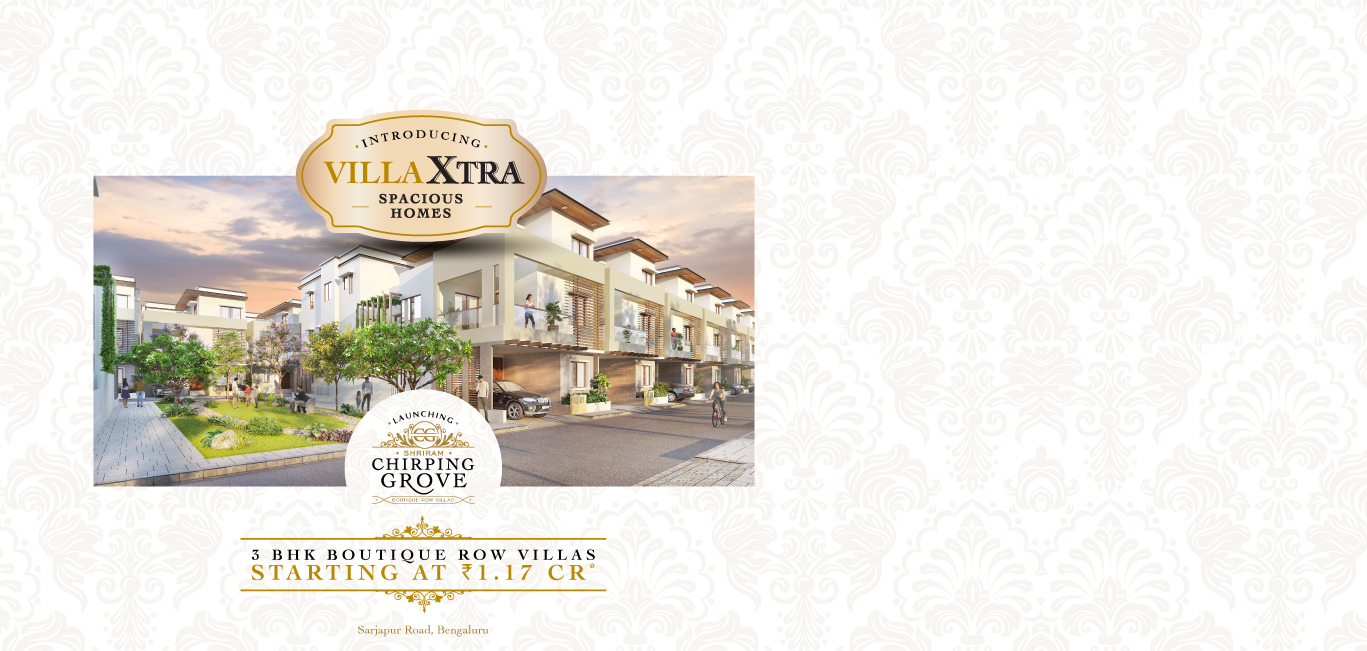 · INTRODUCING ·
VILLA XTRA
SPACIOUS
HOMES
· LAUNCHING ·
CG
· SHRIRAM ·
CHIRPING
GROVE
BOUTIQUE ROW VILLAS
3 BHK BOUTIQUE ROW VILLAS
STARTING AT ₹1.17 CR
Sarjapur Road, Bengaluru